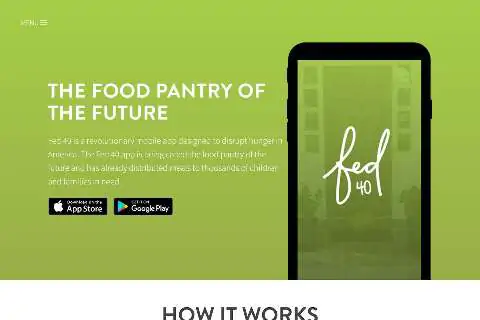 MENU
THE FOOD PANTRY OF
THE FUTURE
Fed 40 is a revolutionary mobile app designed to disrupt hunger in
America. The Fed 40 app is being called the food pantry of the
future and has already distributed meals to thousands of children
and families in need.
Download on the
App Store
GET IT ON
Google Play
fed
40
HOW IT WORKS